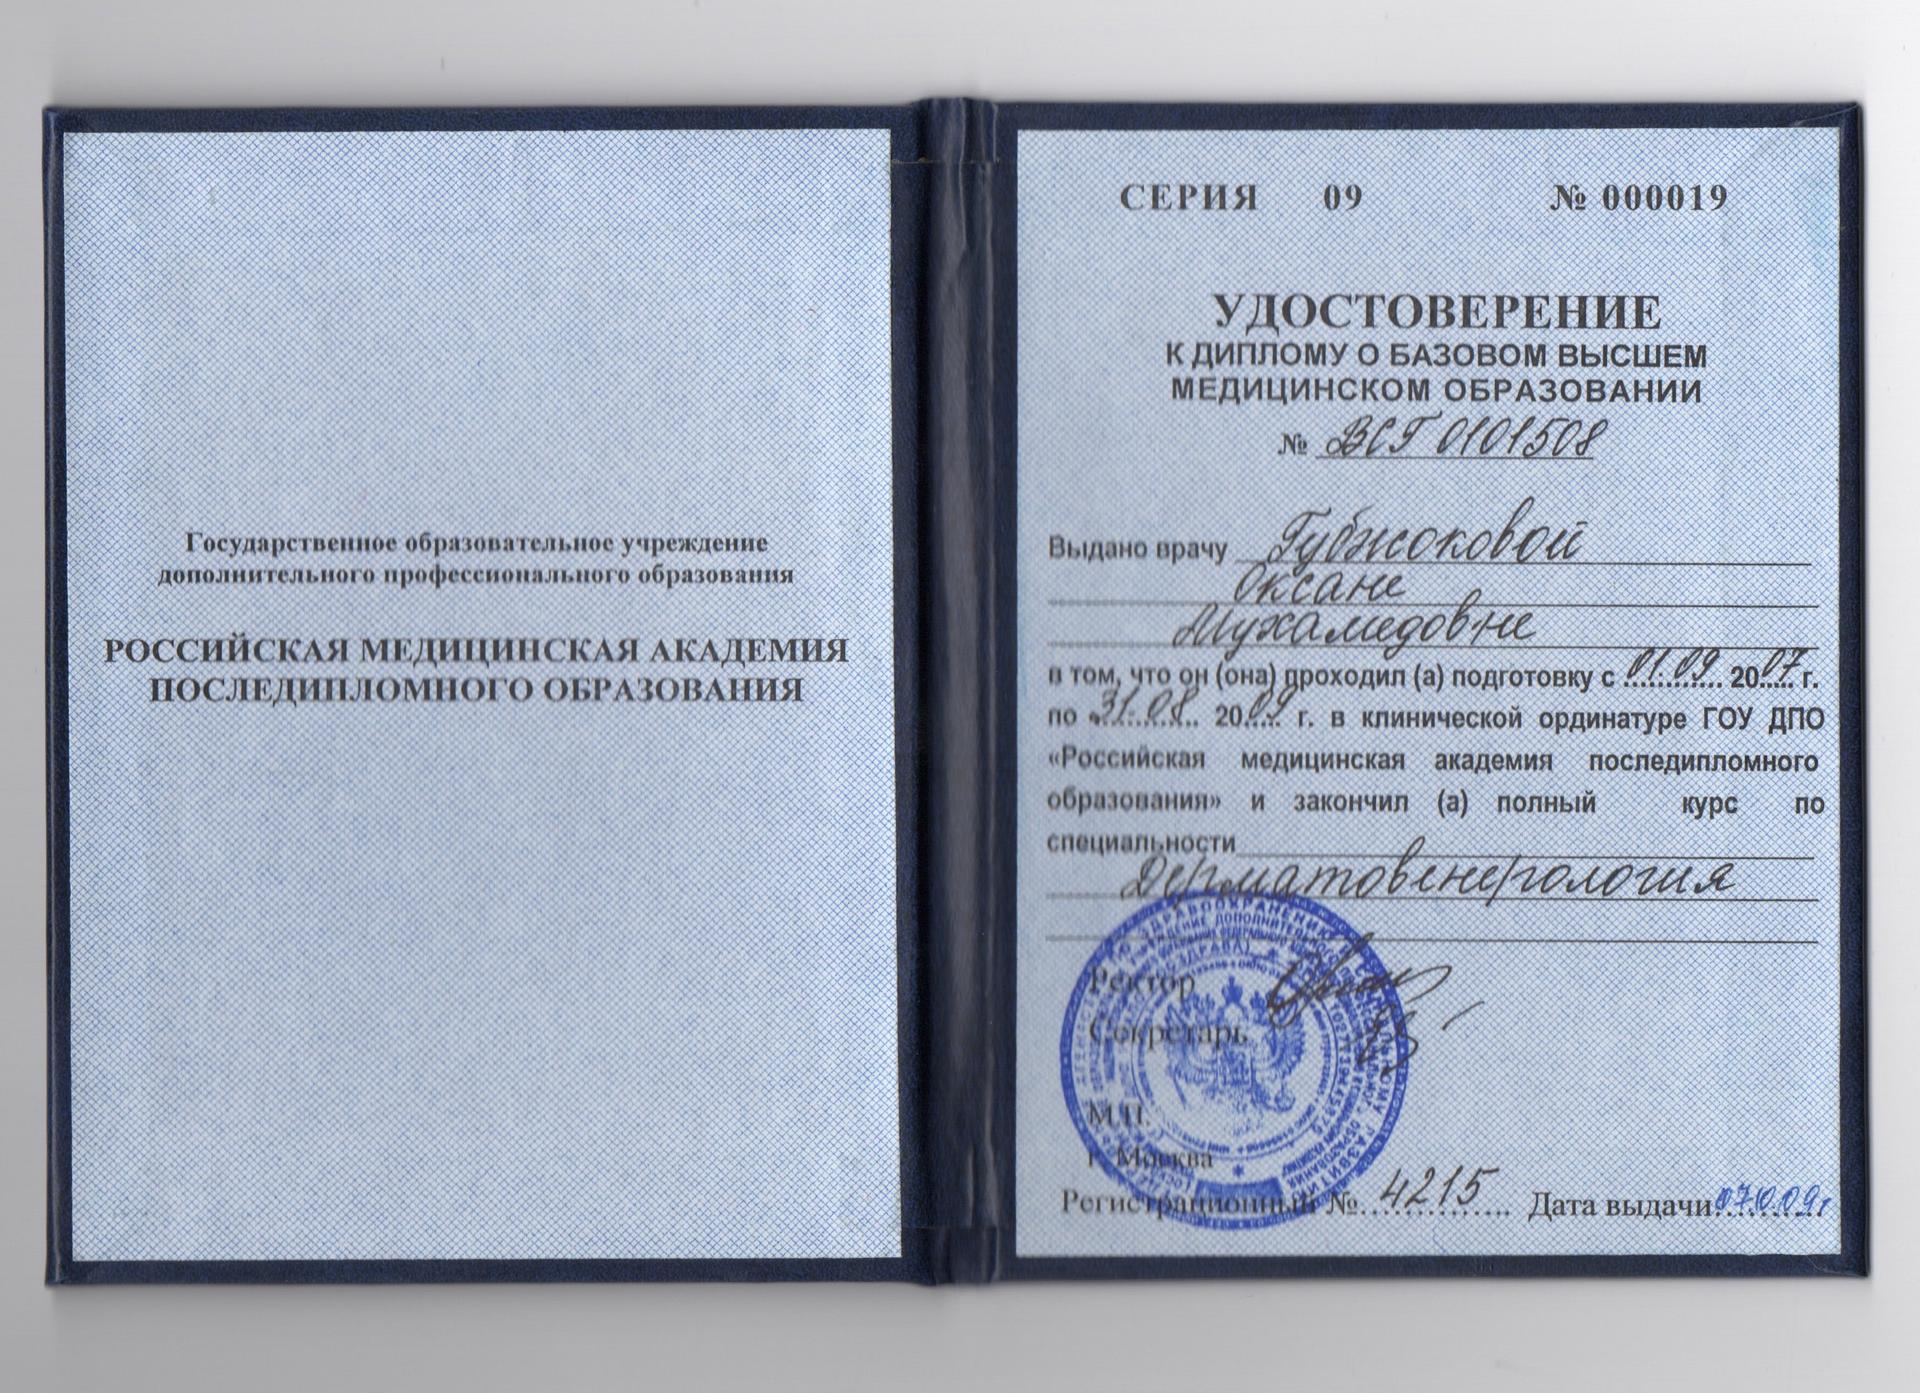 Государственное образовательное учреждение
дополнительного профессионального образования
РОССИЙСКАЯ МЕДИЦИНСКАЯ АКАДЕМИЯ
ПОСЛЕДИПЛОМНОГО ОБРАЗОВАНИЯ
СЕРИЯ 09 № 000019
УДОСТОВЕРЕНИЕ
К ДИПЛОМУ О БАЗОВОМ ВЫСШЕМ
МЕДИЦИНСКОМ ОБРАЗОВАНИИ
№ ВСГ 0101508
Выдано врачу Губжоковой
Оксане
Мухамедовне
в том, что он (она) проходил (а) подготовку с 01.09 2007 г.
по «31.08 2009 г. в клинической ординатуре ГОУ ДПО
«Российская медицинская академия последипломного
образования» и закончил (а) полный курс по
специальности
Дерматовенерология
Ректор
Секретарь
М.П.
г. Москва
Регистрационный № 4215 Дата выдачи 07.10.09г